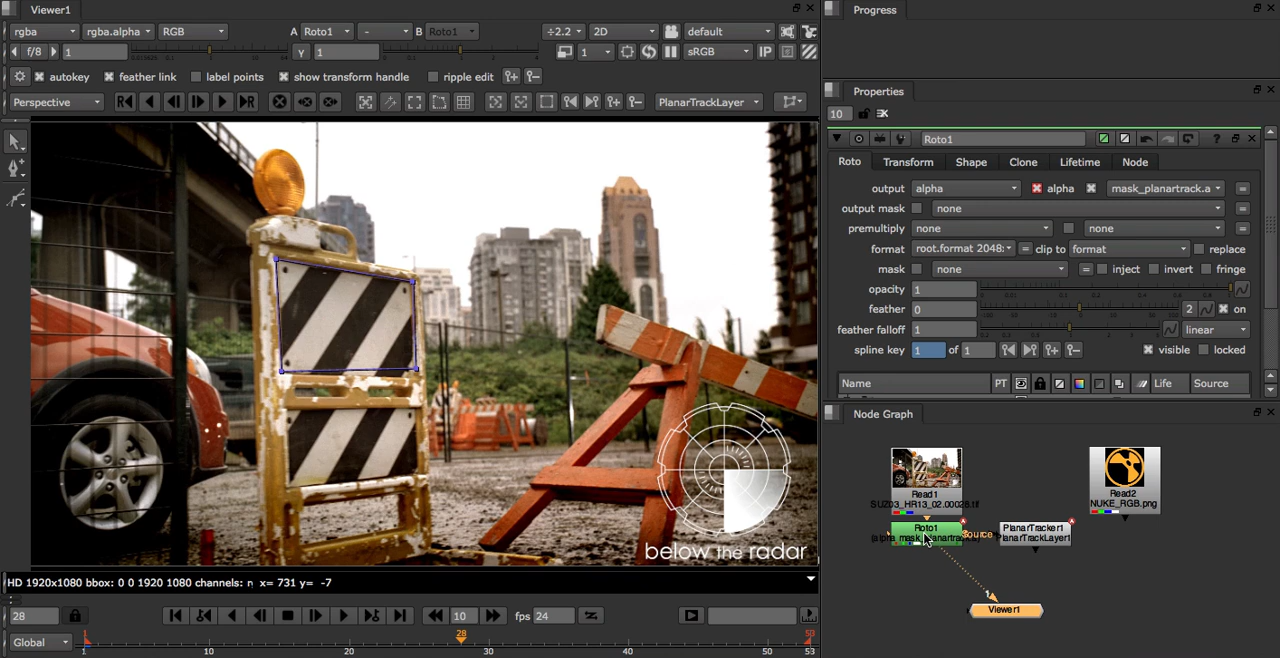 Viewer1
rgba rgba.alpha RGB A Roto1 - B Roto1 ÷2.2 2D default
f/8 1 γ 1 1 sRGB IP
autokey feather link label points show transform handle ripple edit
Perspective PlanarTrackLayer
below the radar
HD 1920x1080 bbox: 0 0 1920 1080 channels: x= 731 y= -7
28 10 fps 24
Global
1 28 53
1 10 20 30 40 50 53
Progress
Properties
10
Roto1 ?
Roto Transform Shape Clone Lifetime Node
output alpha alpha mask_planartrack.a =
output mask none =
premultiply none none =
format root.format 2048: = clip to format replace
mask none = inject invert fringe
opacity 1
feather 0 2 on
feather falloff 1 linear
spline key 1 of 1 visible locked
Name PT Life Source
Node Graph
Read1
Read2
NUKE_RGB.png
Roto1
Source
PlanarTracker1
PlanarTrackLayer1
1
Viewer1